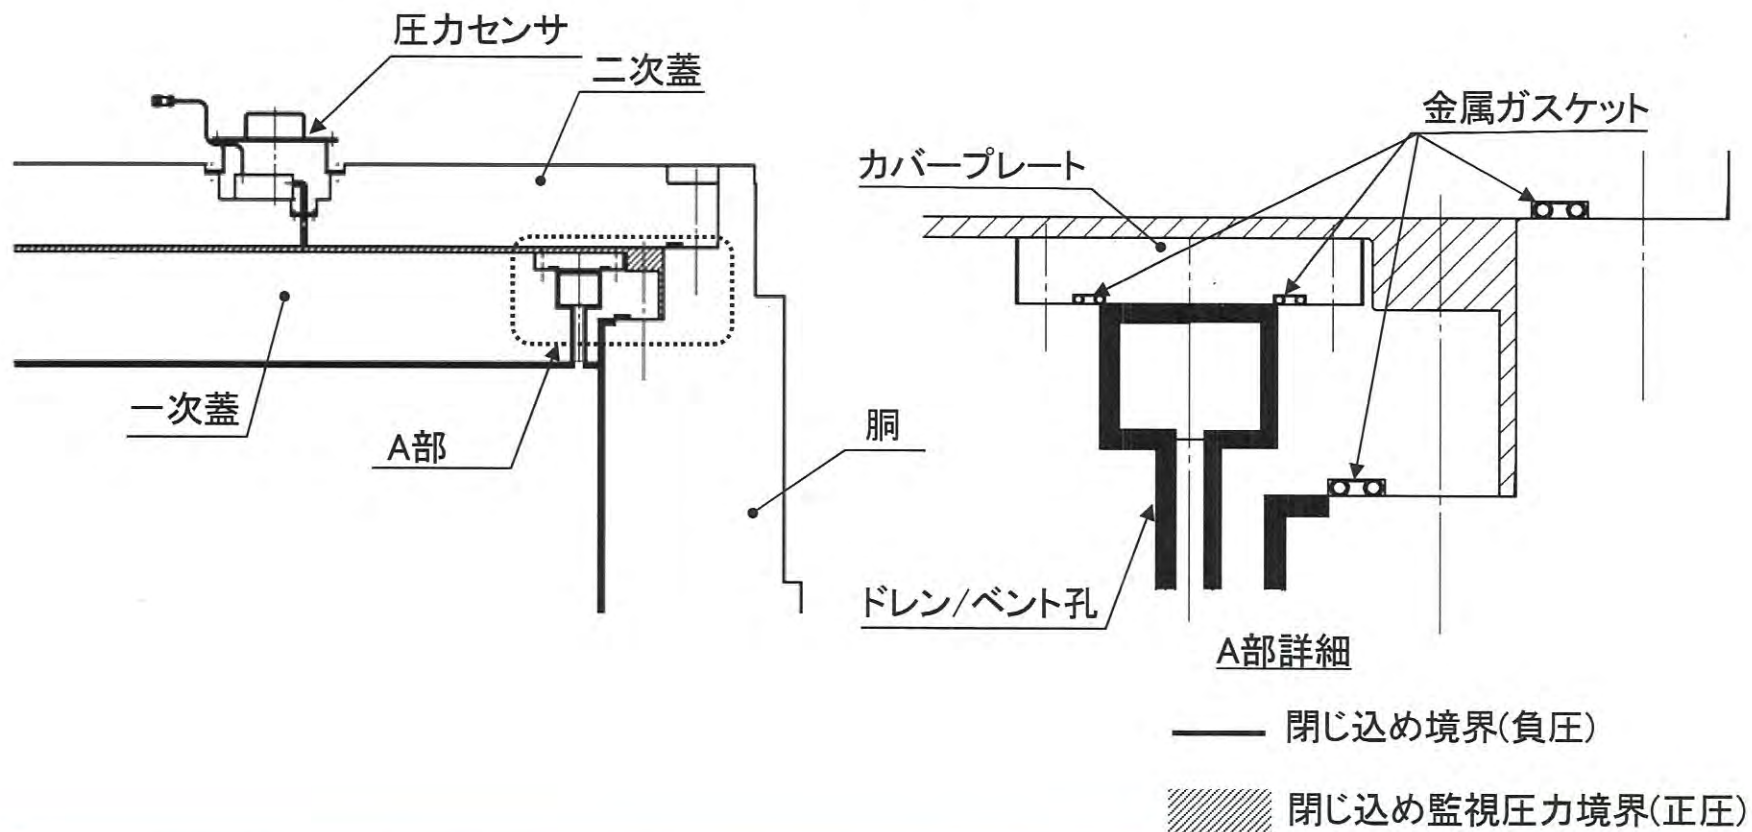 圧力センサ
二次蓋
金属ガスケット
カバープレート
一次蓋
A部
胴
ドレン/ベント孔
A部詳細
閉じ込め境界(負圧)
閉じ込め監視圧力境界(正圧)